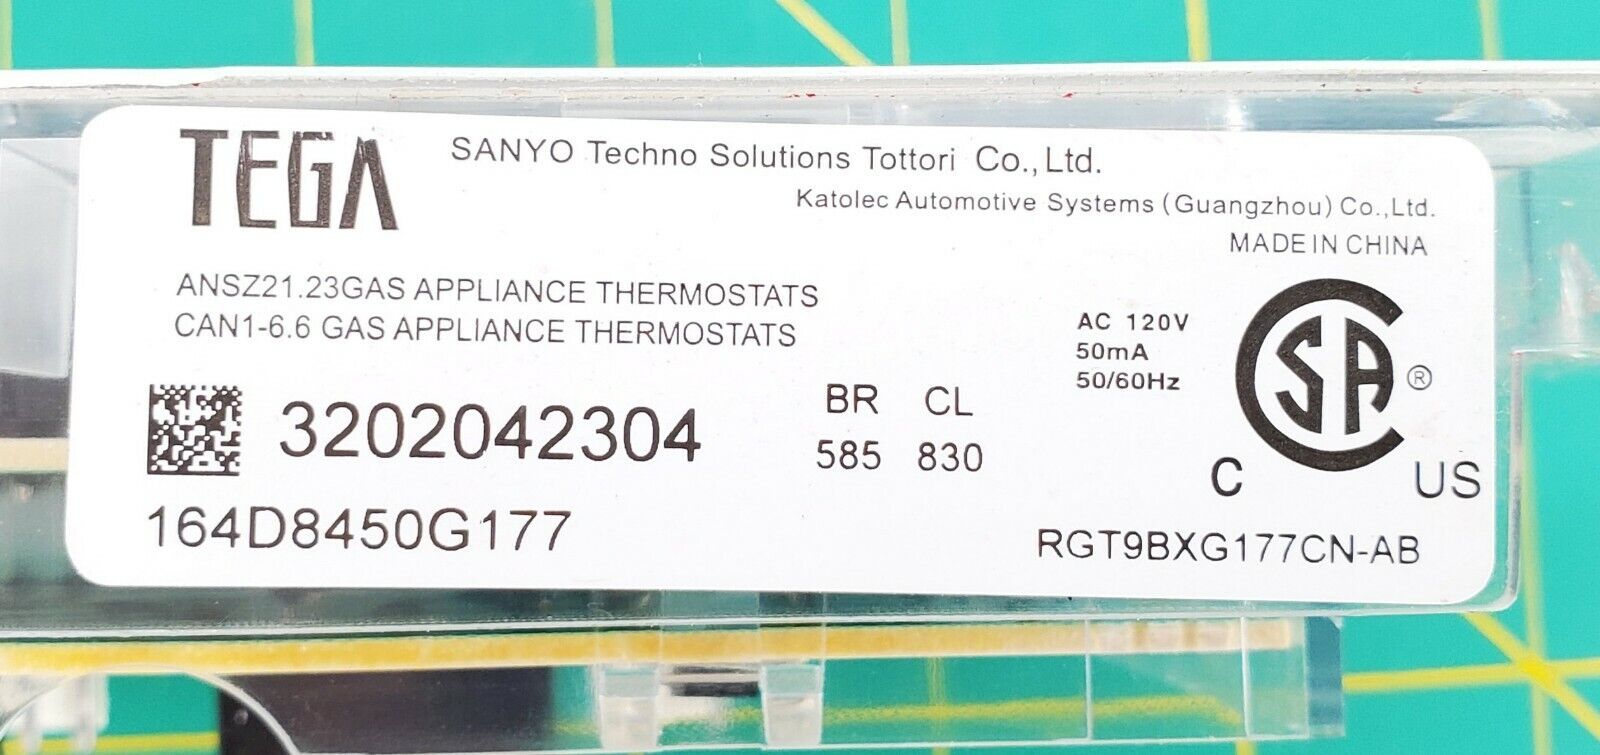 TEGA
SANYO Techno Solutions Tottori Co.,Ltd.
Katolec Automotive Systems (Guangzhou) Co.,Ltd.
MADE IN CHINA
ANSZ21.23GAS APPLIANCE THERMOSTATS
CAN1-6.6 GAS APPLIANCE THERMOSTATS
AC 120V
50mA
50/60Hz
CSA ®
C US
3202042304
BR CL
585 830
164D8450G177
RGT9BXG177CN-AB